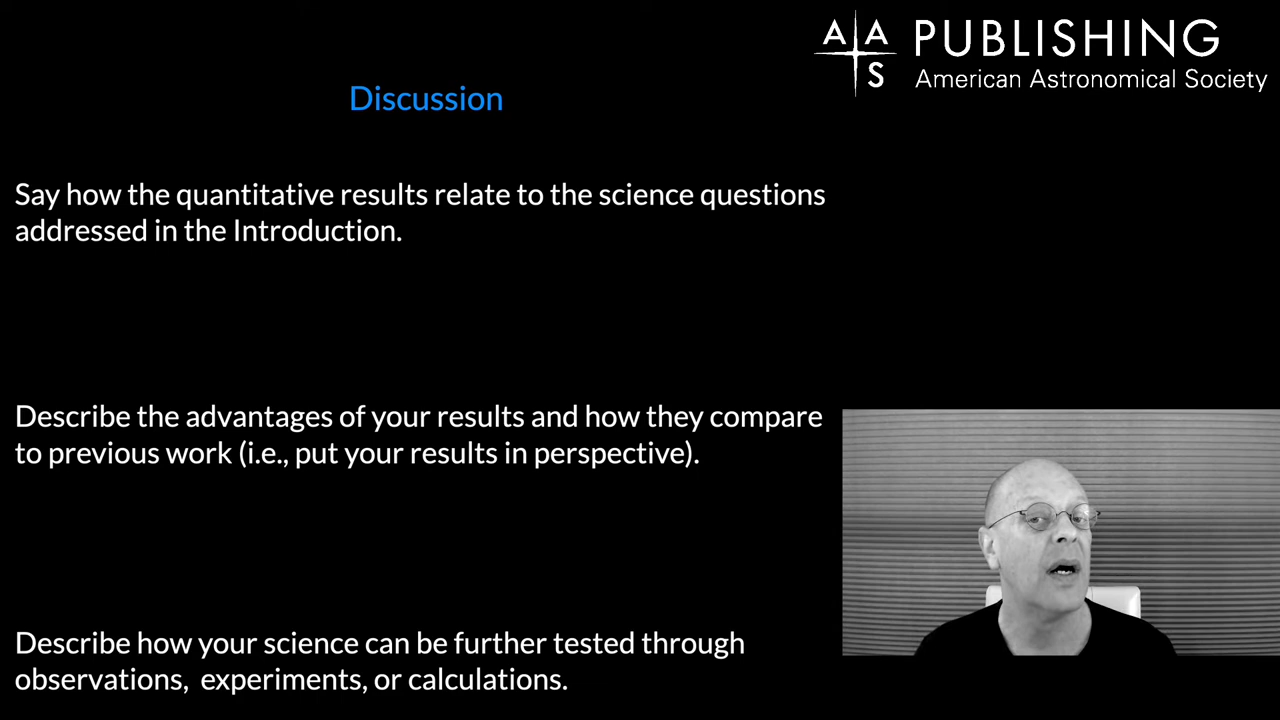 AAS PUBLISHING
American Astronomical Society
Discussion
Say how the quantitative results relate to the science questions
addressed in the Introduction.
Describe the advantages of your results and how they compare
to previous work (i.e., put your results in perspective).
Describe how your science can be further tested through
observations,  experiments, or calculations.